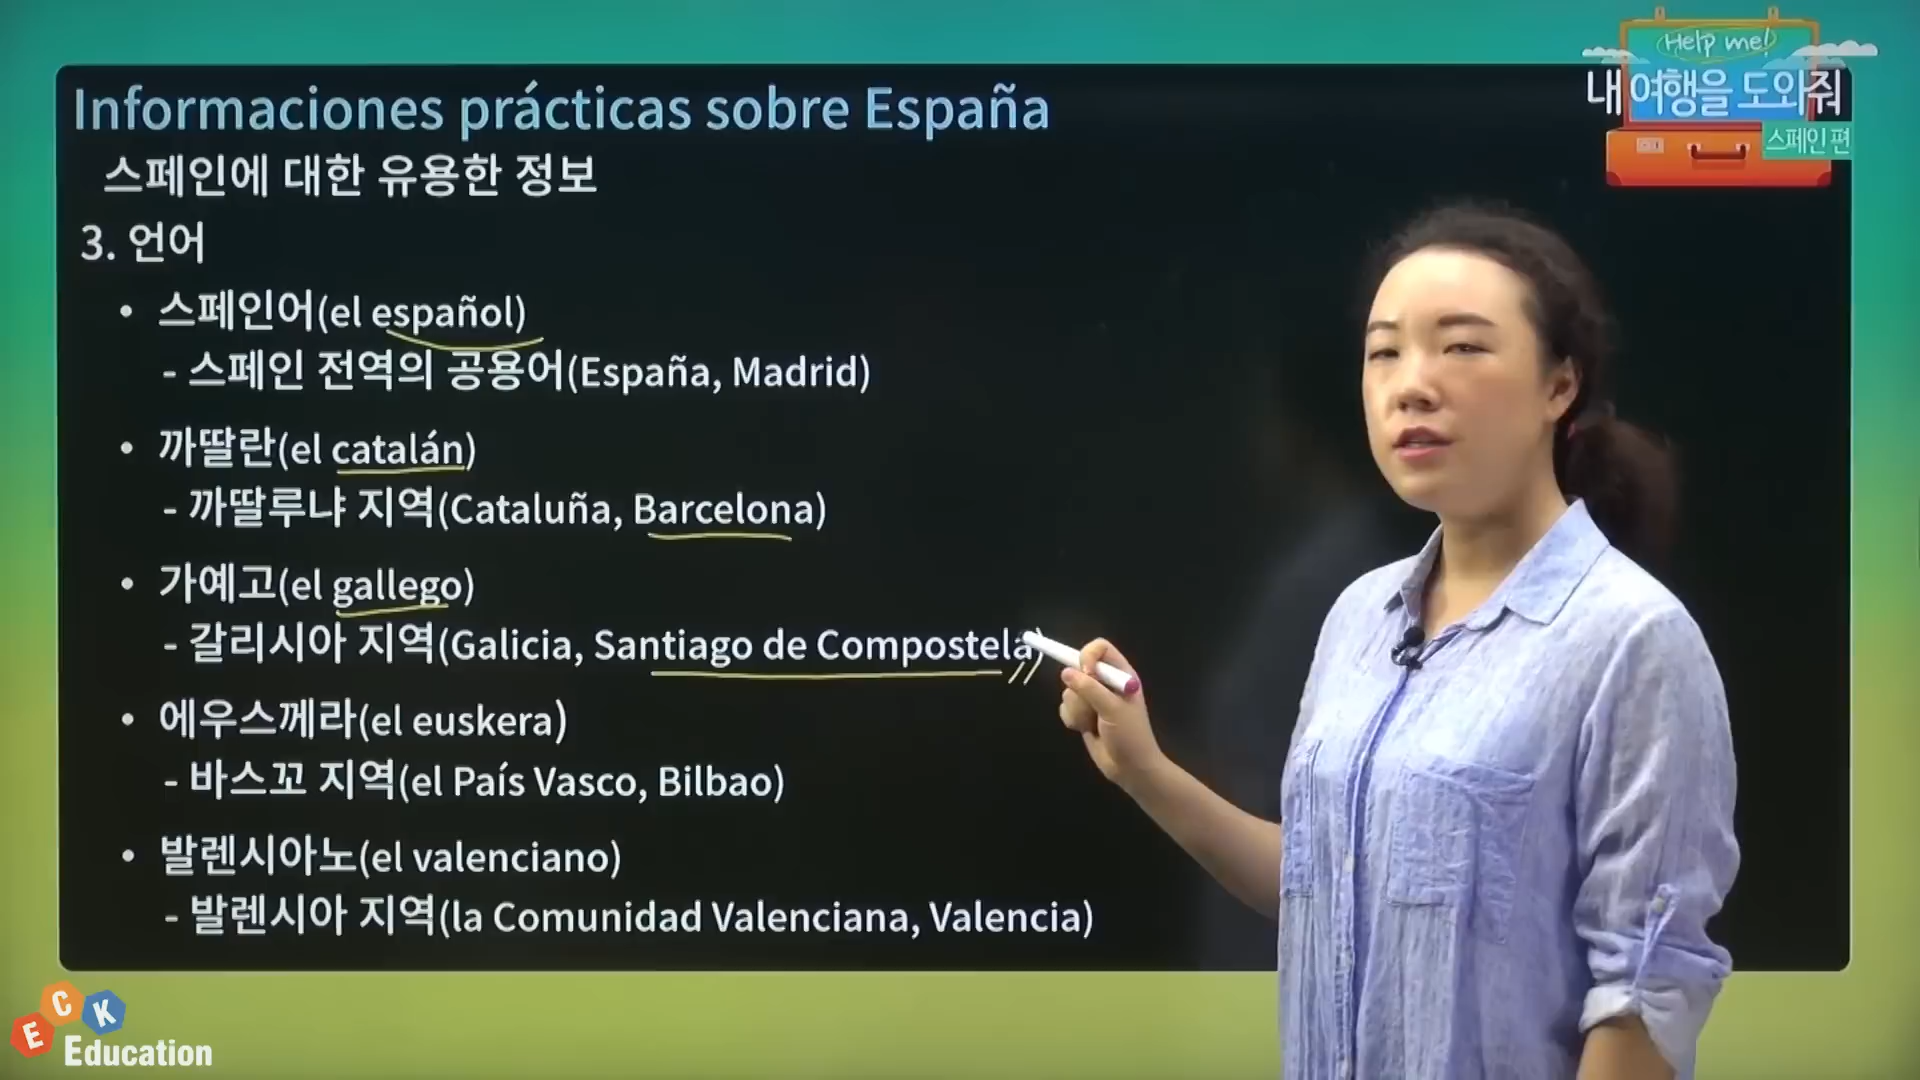 Informaciones prácticas sobre España
스페인에 대한 유용한 정보
3. 언어
• 스페인어(el español)
- 스페인 전역의 공용어(España, Madrid)
• 까딸란(el catalán)
- 까딸루냐 지역(Cataluña, Barcelona)
• 가예고(el gallego)
- 갈리시아 지역(Galicia, Santiago de Compostela)
• 에우스께라(el euskera)
- 바스꼬 지역(el País Vasco, Bilbao)
• 발렌시아노(el valenciano)
- 발렌시아 지역(la Comunidad Valenciana, Valencia)
Help me!
내 여행을 도와줘
스페인 편
ECK
Education